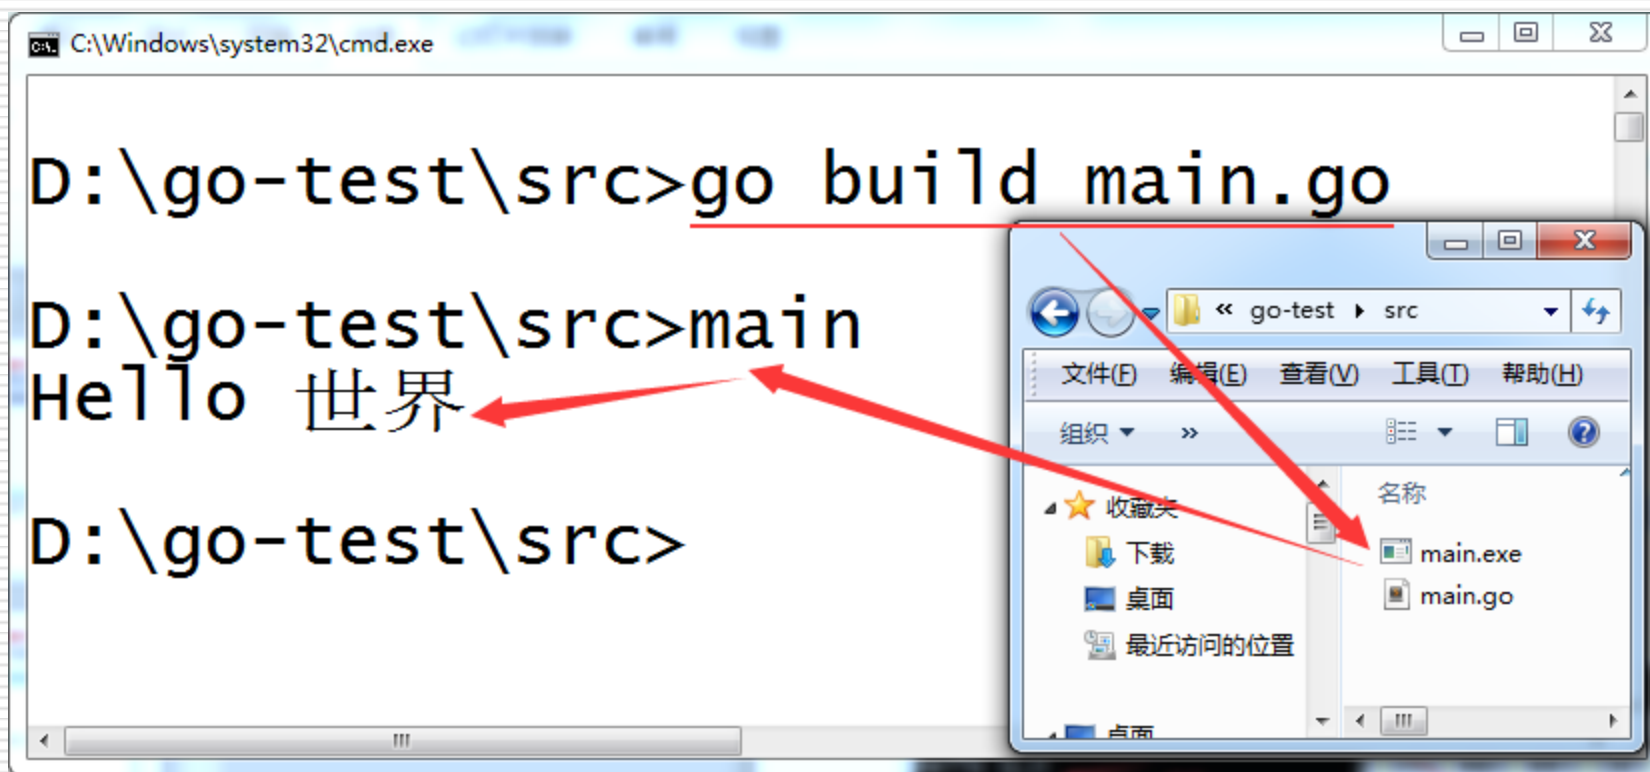 C:\Windows\system32\cmd.exe
D:\go-test\src>go build main.go
D:\go-test\src>main
Hello 世界
D:\go-test\src>
« go-test src
文件(F) 编辑(E) 查看(V) 工具(T) 帮助(H)
组织 »
收藏夹
下载
桌面
最近访问的位置
桌面
名称
main.exe
main.go